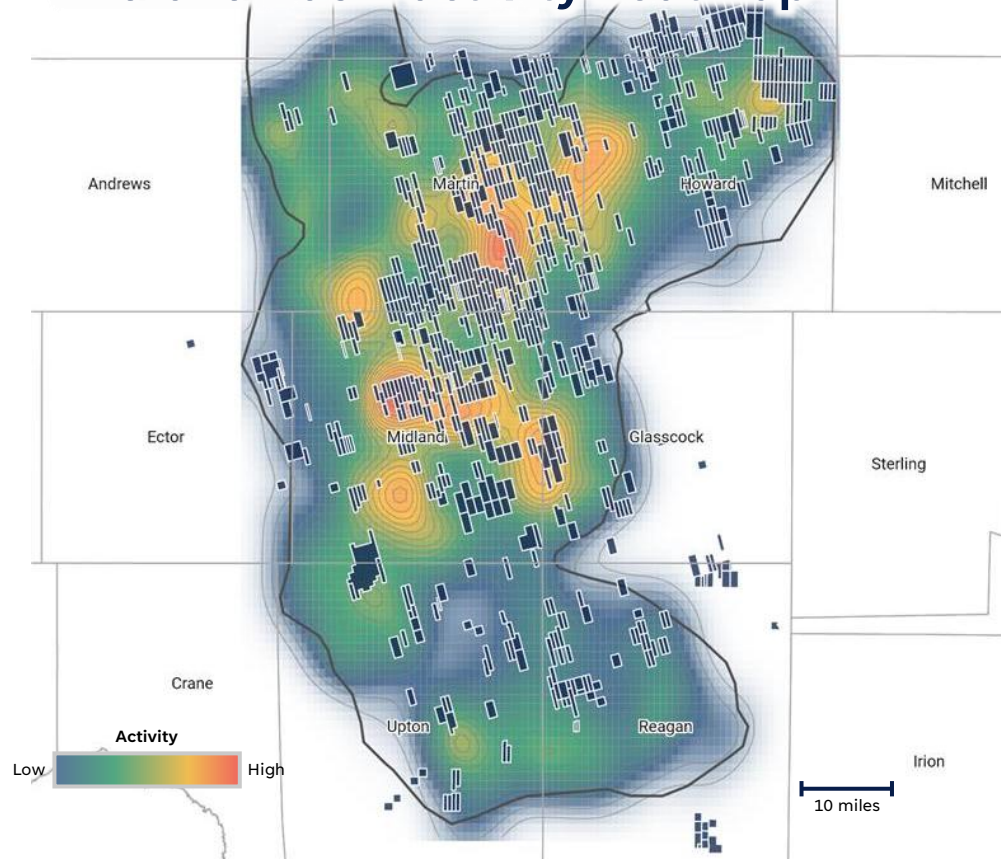 Andrews
Martin
Howard
Mitchell
Ector
Midland
Glasscock
Sterling
Crane
Upton
Reagan
Irion
Activity
Low
High
10 miles